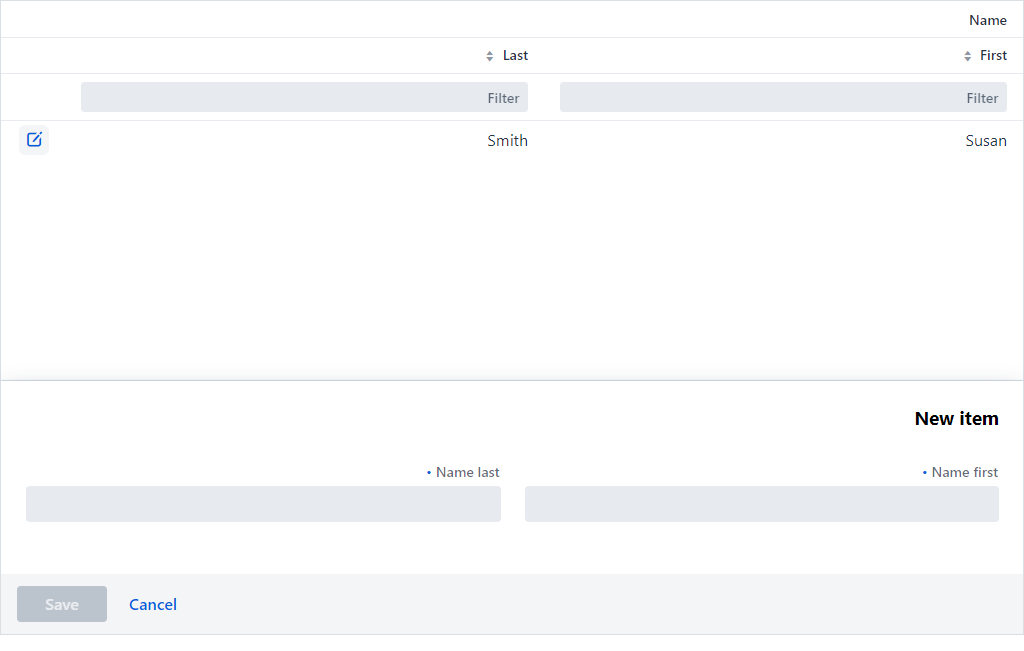 Name
First
Last
Filter
Filter
Susan
Smith
New item
• Name first
• Name last
Save
Cancel